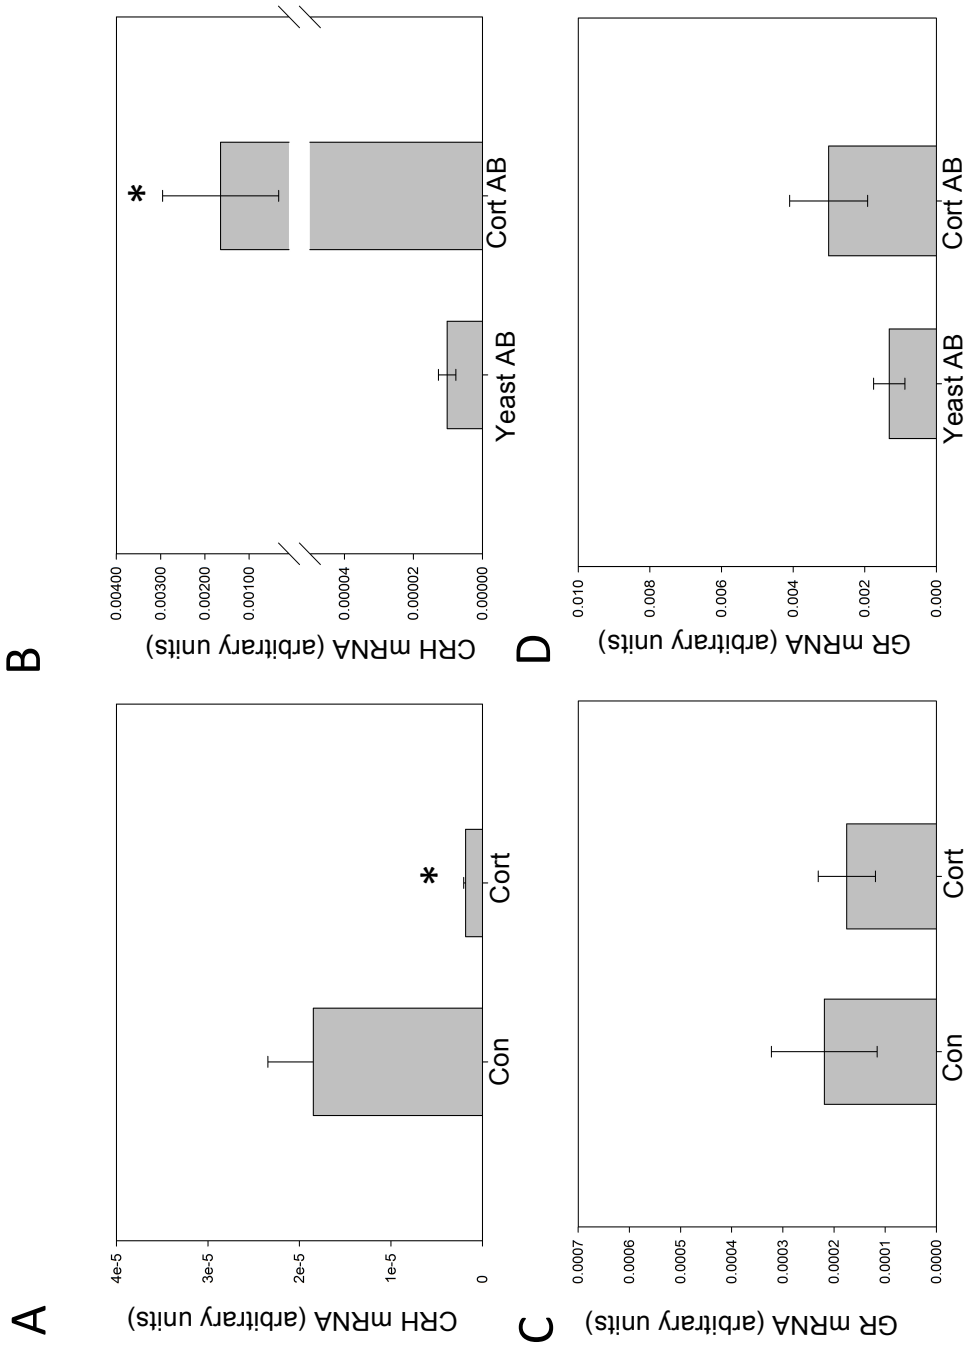 A
CRH mRNA (arbitrary units)
4e-5
3e-5
2e-5
1e-5
0
*
Con
Cort
B
CRH mRNA (arbitrary units)
0.00400
0.00300
0.00200
0.00100
0.00004
0.00002
0.00000
*
Yeast AB
Cort AB
C
GR mRNA (arbitrary units)
0.0007
0.0006
0.0005
0.0004
0.0003
0.0002
0.0001
0.0000
Con
Cort
D
GR mRNA (arbitrary units)
0.010
0.008
0.006
0.004
0.002
0.000
Yeast AB
Cort AB